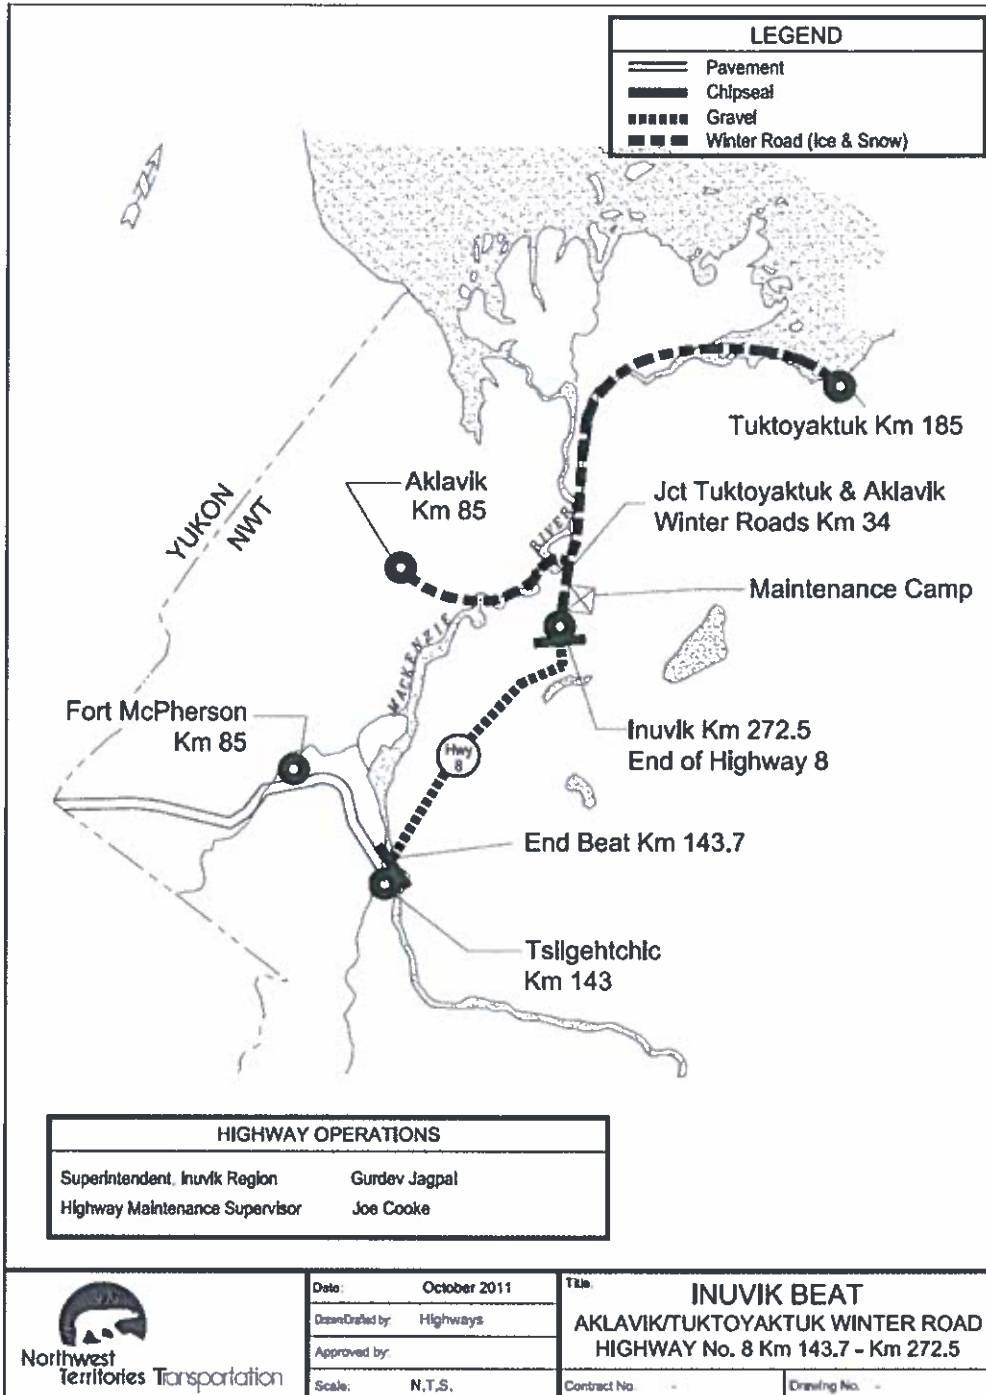 LEGEND
Pavement
Chipseal
Gravel
Winter Road (Ice & Snow)
Tuktoyaktuk Km 185
Aklavik
Km 85
Jct Tuktoyaktuk & Aklavik
Winter Roads Km 34
YUKON
NWT
RIVER
Maintenance Camp
MACKENZIE
Fort McPherson
Km 85
Inuvik Km 272.5
End of Highway 8
Hwy
8
End Beat Km 143.7
Tsiigehtchic
Km 143
HIGHWAY OPERATIONS
Superintendent, Inuvik Region Gurdev Jagpal
Highway Maintenance Supervisor Joe Cooke
Northwest
Territories Transportation
Date: October 2011
Drawn/Drafted by: Highways
Approved by:
Scale: N.T.S.
Title:
INUVIK BEAT
AKLAVIK/TUKTOYAKTUK WINTER ROAD
HIGHWAY No. 8 Km 143.7 - Km 272.5
Contract No. -
Drawing No. -